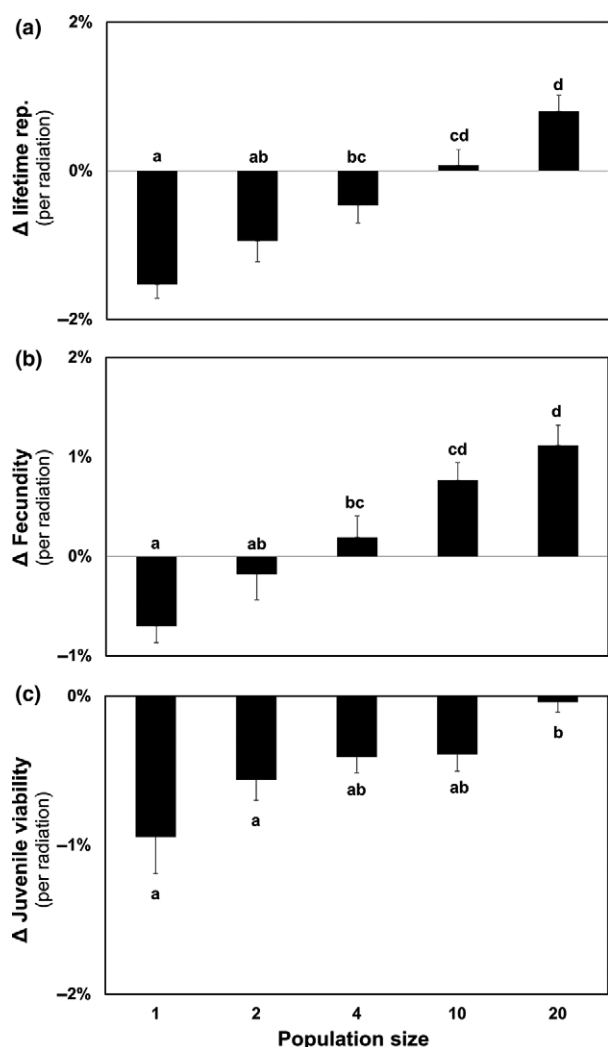 (a)
2%
0%
–2%
Δ lifetime rep.
(per radiation)
a
ab
bc
cd
d
(b)
2%
1%
0%
–1%
Δ Fecundity
(per radiation)
a
ab
bc
cd
d
(c)
0%
–1%
–2%
Δ Juvenile viability
(per radiation)
a
a
ab
ab
b
1 2 4 10 20
Population size